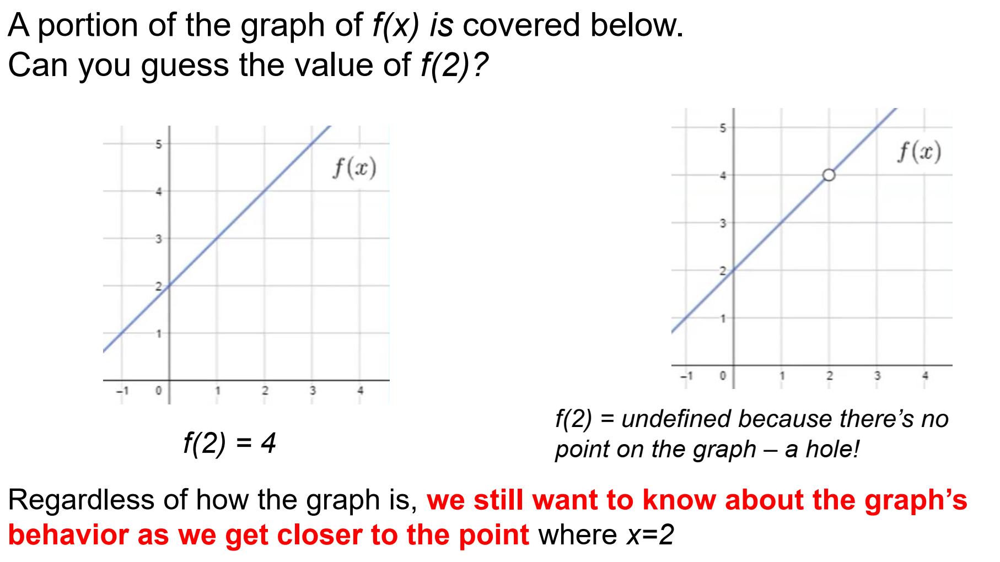 A portion of the graph of f(x) is covered below.
Can you guess the value of f(2)?
5
f(x)
4
3
2
1
–1 0 1 2 3 4
f(2) = 4
5
f(x)
4
3
2
1
–1 0 1 2 3 4
f(2) = undefined because there’s no
point on the graph – a hole!
Regardless of how the graph is, we still want to know about the graph’s
behavior as we get closer to the point where x=2